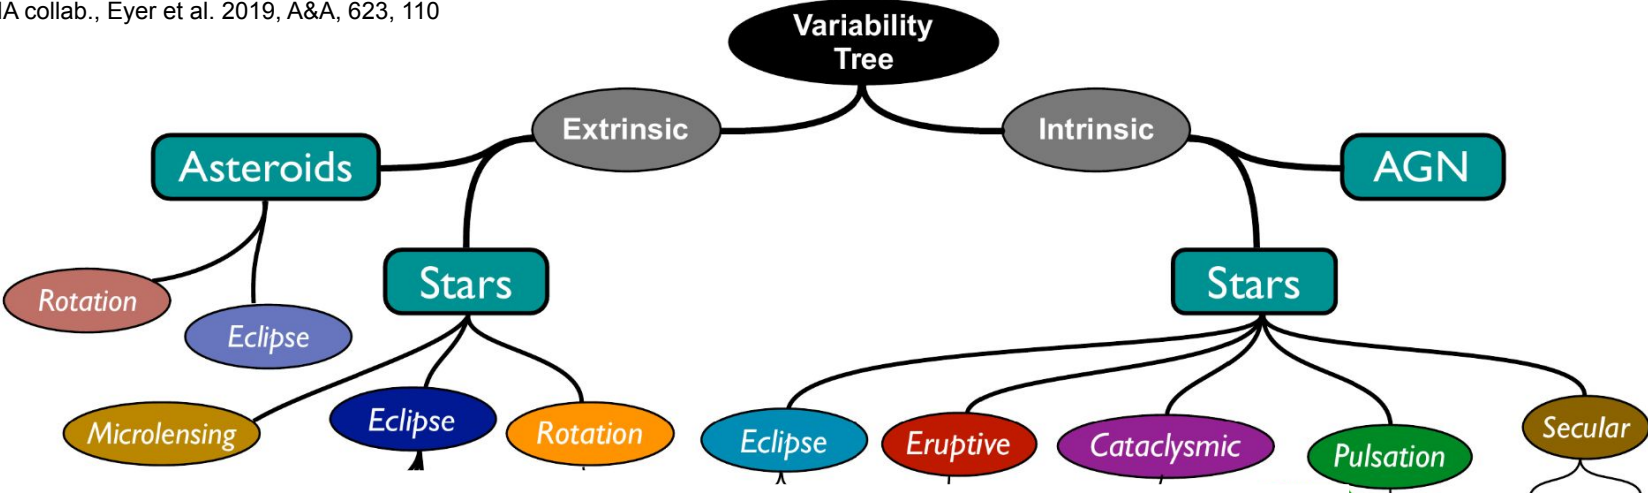 IA collab., Eyer et al. 2019, A&A, 623, 110
Variability
Tree
Extrinsic
Intrinsic
Asteroids
AGN
Stars
Stars
Rotation
Eclipse
Microlensing
Eclipse
Rotation
Eclipse
Eruptive
Cataclysmic
Pulsation
Secular